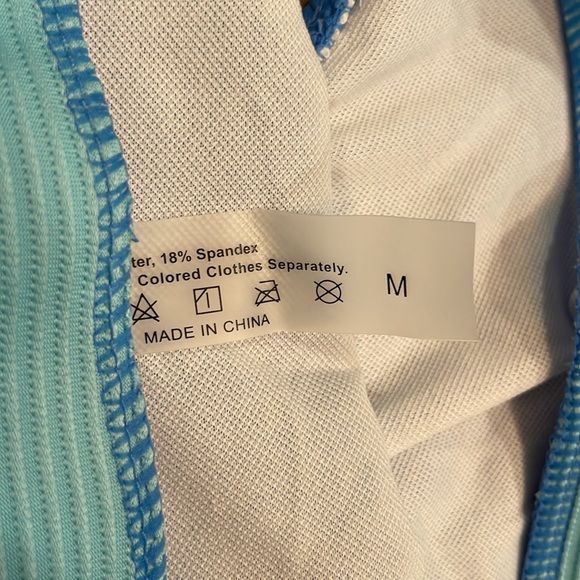 ter, 18% Spandex
Colored Clothes Separately.
M
MADE IN CHINA